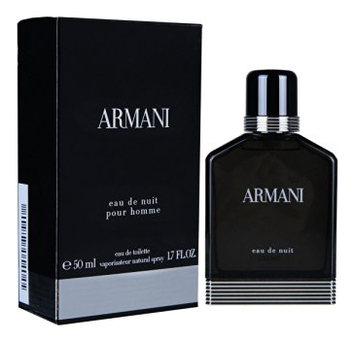 ARMANI
eau de nuit
pour homme
eau de toilette
℮ 50 ml vaporisateur natural spray 1.7 FL.OZ.
ARMANI
eau de nuit